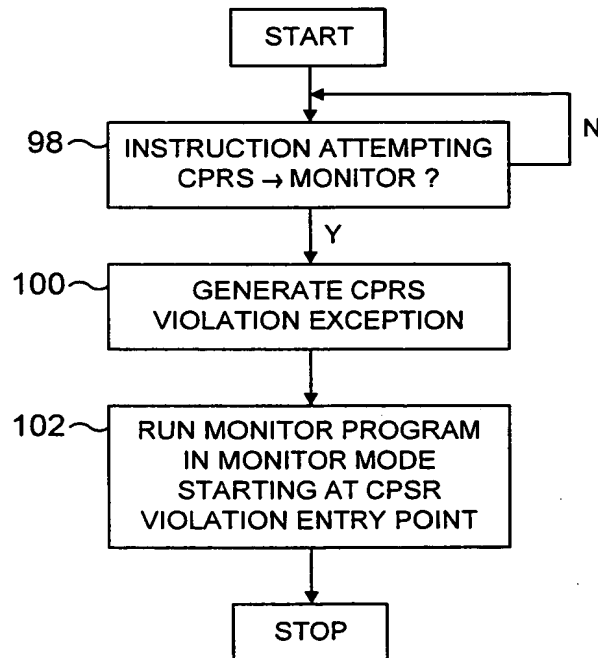 START
N
98
INSTRUCTION ATTEMPTING
CPRS → MONITOR ?
Y
100
GENERATE CPRS
VIOLATION EXCEPTION
102
RUN MONITOR PROGRAM
IN MONITOR MODE
STARTING AT CPSR
VIOLATION ENTRY POINT
STOP